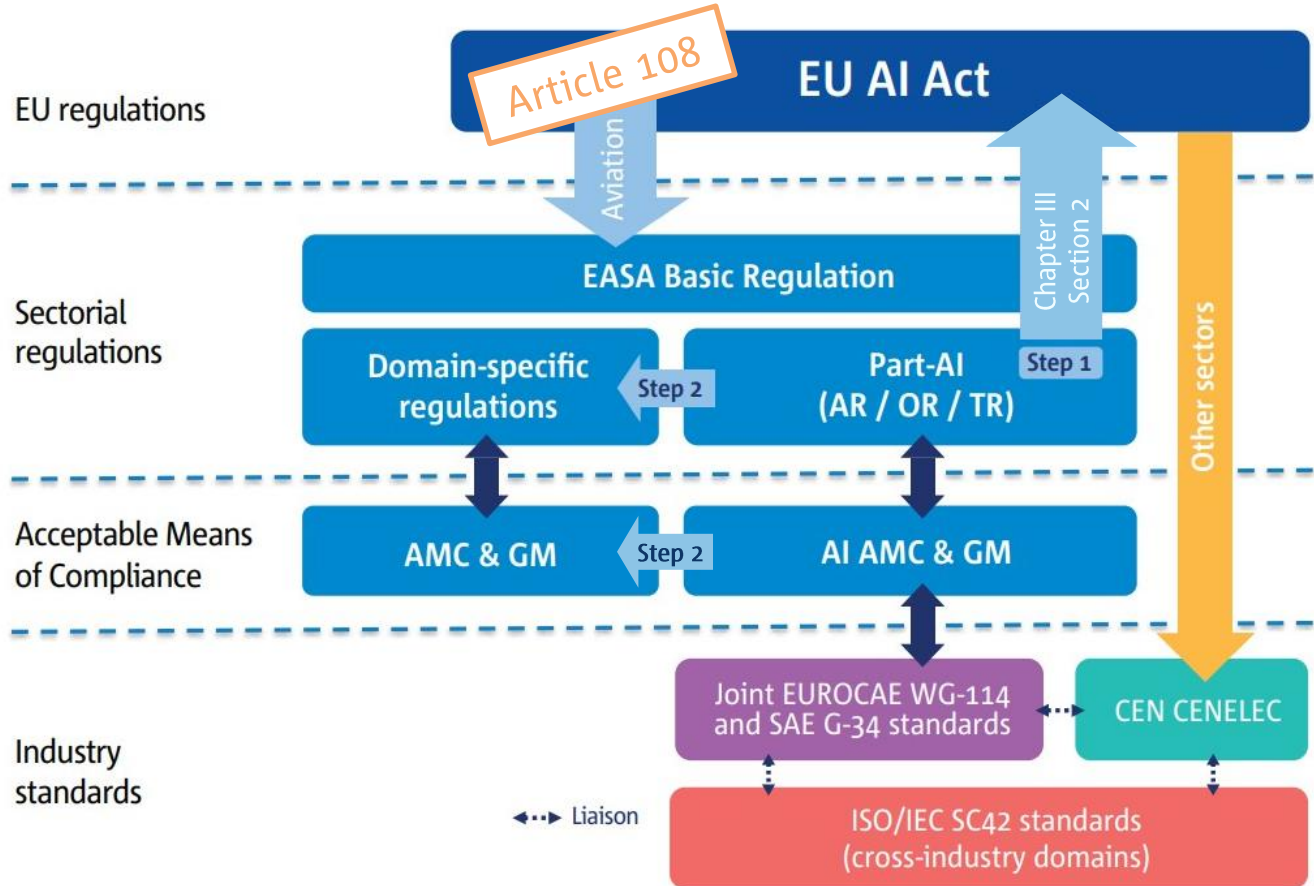 Article 108
EU AI Act
EU regulations
Aviation
Chapter III
Section 2
EASA Basic Regulation
Sectorial
regulations
Domain-specific
regulations
Step 2
Part-AI
(AR / OR / TR)
Step 1
Other sectors
Acceptable Means
of Compliance
AMC & GM
Step 2
AI AMC & GM
Joint EUROCAE WG-114
and SAE G-34 standards
CEN CENELEC
Industry
standards
Liaison
ISO/IEC SC42 standards
(cross-industry domains)